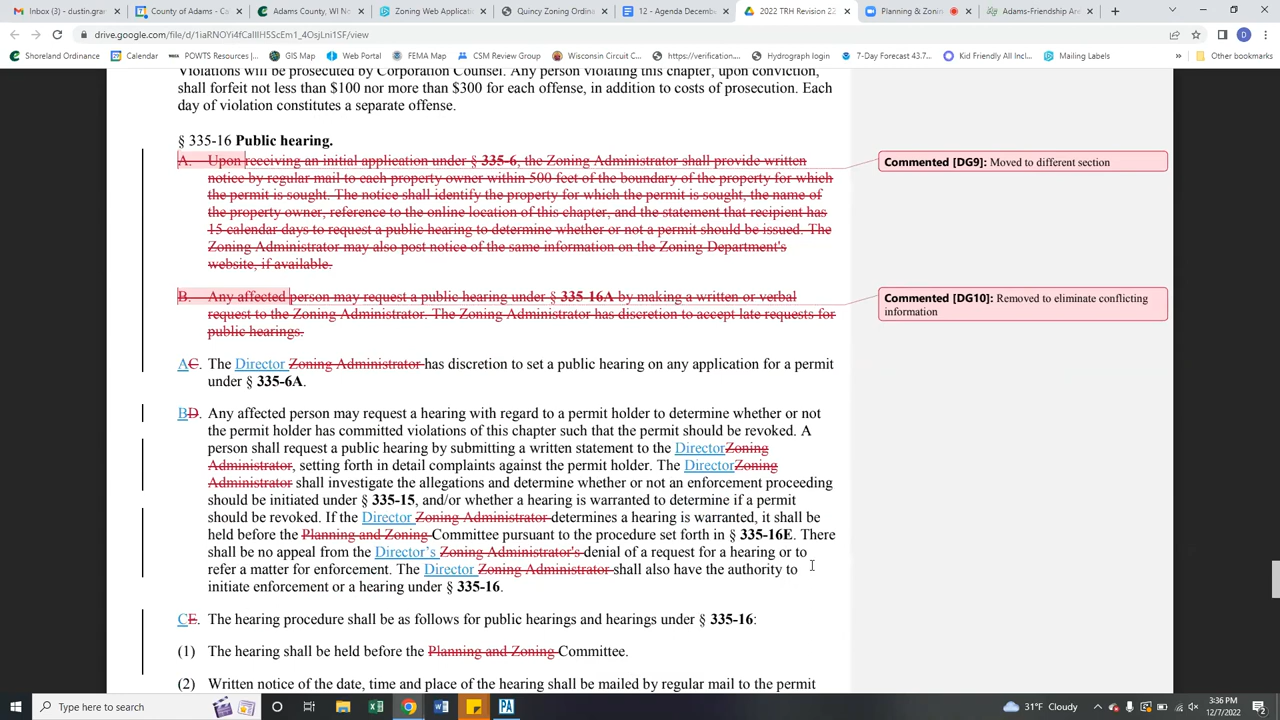 Inbox (3) - dustin.grant
County of Adams - C
Adams County, WI No
Documents
Quincy Zoning Ordin
12 - Agenda Decemb
2022 TRH Revision 22
Planning & Zonin
Adams-Friendship Are
drive.google.com/file/d/1iaRNOYi4fCaIIIH5ScEm1_4OsjLni1SF/view
Shoreland Ordinance
Calendar
POWTS Resources
GIS Map
Web Portal
FEMA Map
CSM Review Group
Wisconsin Circuit C...
https://verification....
Hydrograph login
7-Day Forecast 43.7...
Kid Friendly All Incl...
Mailing Labels
Other bookmarks
Violations will be prosecuted by Corporation Counsel. Any person violating this chapter, upon conviction,
shall forfeit not less than $100 nor more than $300 for each offense, in addition to costs of prosecution. Each
day of violation constitutes a separate offense.
§ 335-16 Public hearing.
A. Upon receiving an initial application under § 335-6, the Zoning Administrator shall provide written
notice by regular mail to each property owner within 500 feet of the boundary of the property for which
the permit is sought. The notice shall identify the property for which the permit is sought, the name of
the property owner, reference to the online location of this chapter, and the statement that recipient has
15 calendar days to request a public hearing to determine whether or not a permit should be issued. The
Zoning Administrator may also post notice of the same information on the Zoning Department's
website, if available.
Commented [DG9]: Moved to different section
B. Any affected person may request a public hearing under § 335-16A by making a written or verbal
request to the Zoning Administrator. The Zoning Administrator has discretion to accept late requests for
public hearings.
Commented [DG10]: Removed to eliminate conflicting
information
AC. The Director Zoning Administrator has discretion to set a public hearing on any application for a permit
under § 335-6A.
BD. Any affected person may request a hearing with regard to a permit holder to determine whether or not
the permit holder has committed violations of this chapter such that the permit should be revoked. A
person shall request a public hearing by submitting a written statement to the DirectorZoning
Administrator, setting forth in detail complaints against the permit holder. The DirectorZoning
Administrator shall investigate the allegations and determine whether or not an enforcement proceeding
should be initiated under § 335-15, and/or whether a hearing is warranted to determine if a permit
should be revoked. If the Director Zoning Administrator determines a hearing is warranted, it shall be
held before the Planning and Zoning Committee pursuant to the procedure set forth in § 335-16E. There
shall be no appeal from the Director's Zoning Administrator's denial of a request for a hearing or to
refer a matter for enforcement. The Director Zoning Administrator shall also have the authority to
initiate enforcement or a hearing under § 335-16.
CE. The hearing procedure shall be as follows for public hearings and hearings under § 335-16:
(1) The hearing shall be held before the Planning and Zoning Committee.
(2) Written notice of the date, time and place of the hearing shall be mailed by regular mail to the permit
Type here to search
31°F Cloudy
3:36 PM
12/7/2022